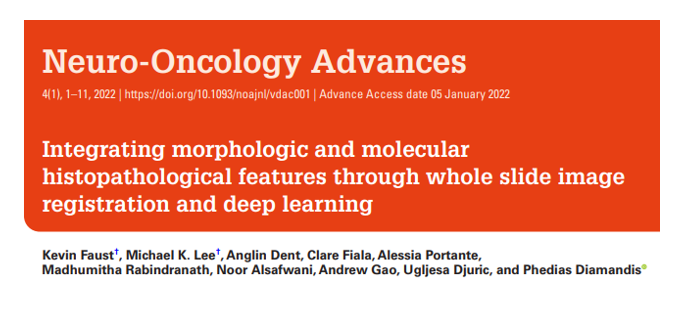 Neuro-Oncology Advances
4(1), 1–11, 2022 | https://doi.org/10.1093/noajnl/vdac001 | Advance Access date 05 January 2022
Integrating morphologic and molecular
histopathological features through whole slide image
registration and deep learning
Kevin Faust†, Michael K. Lee†, Anglin Dent, Clare Fiala, Alessia Portante,
Madhumitha Rabindranath, Noor Alsafwani, Andrew Gao, Ugljesa Djuric, and Phedias Diamandis